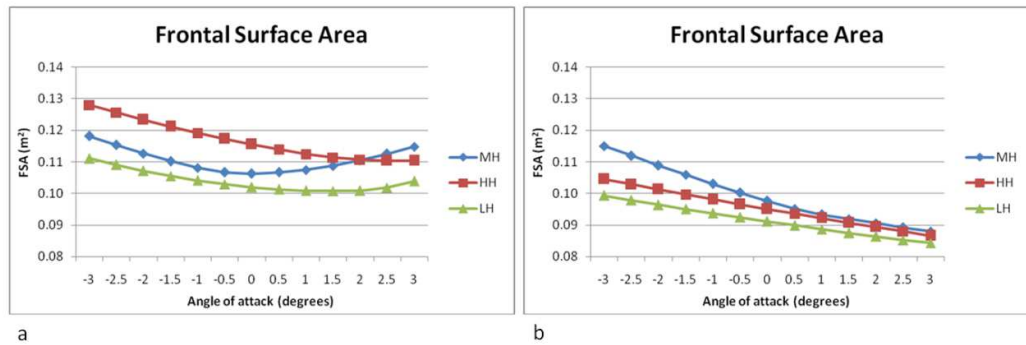 Frontal Surface Area
0.14
0.13
0.12
0.11
0.10
0.09
0.08
FSA (m²)
-3 -2.5 -2 -1.5 -1 -0.5 0 0.5 1 1.5 2 2.5 3
Angle of attack (degrees)
MH
HH
LH
a
Frontal Surface Area
0.14
0.13
0.12
0.11
0.10
0.09
0.08
FSA (m²)
-3 -2.5 -2 -1.5 -1 -0.5 0 0.5 1 1.5 2 2.5 3
Angle of attack (degrees)
MH
HH
LH
b